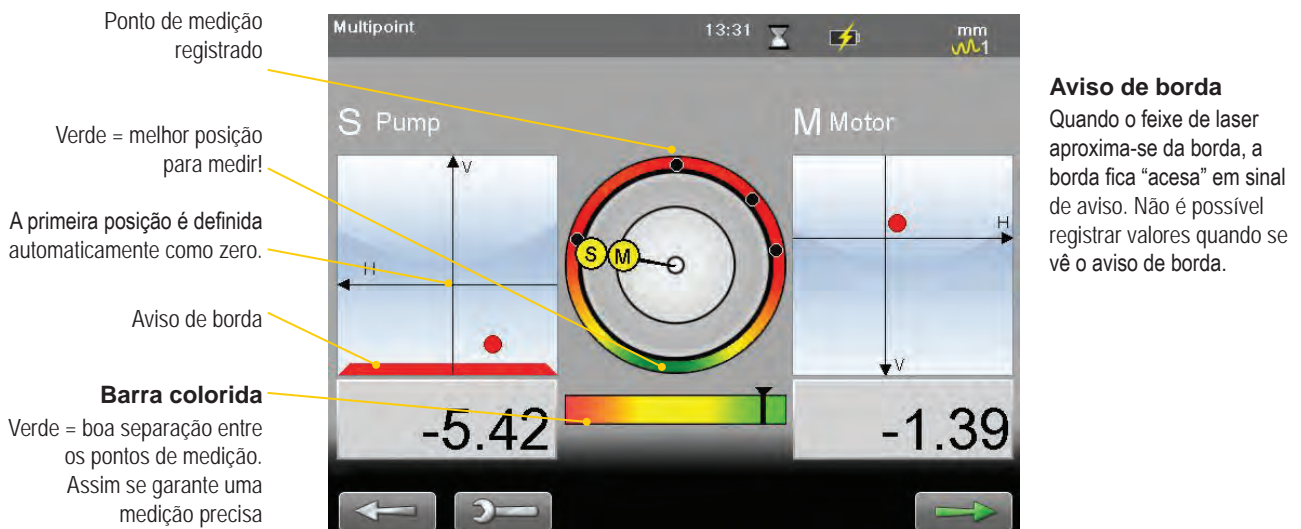 Ponto de medição
registrado
Verde = melhor posição
para medir!
A primeira posição é definida
automaticamente como zero.
Aviso de borda
Barra colorida
Verde = boa separação entre
os pontos de medição.
Assim se garante uma
medição precisa
Multipoint 13:31 mm
1
S Pump
M Motor
V
H
S M
H
V
-5.42
-1.39
Aviso de borda
Quando o feixe de laser
aproxima-se da borda, a
borda fica “acesa” em sinal
de aviso. Não é possível
registrar valores quando se
vê o aviso de borda.